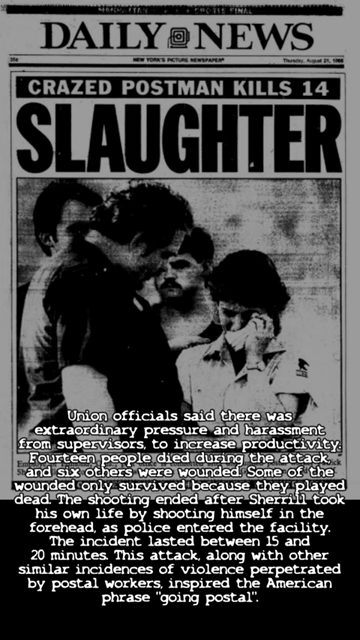 DAILY NEWS
NEW YORK'S PICTURE NEWSPAPER®
Thursday, August 21, 1986
CRAZED POSTMAN KILLS 14
SLAUGHTER
Union officials said there was
extraordinary pressure and harassment
from supervisors, to increase productivity.
Fourteen people died during the attack,
and six others were wounded. Some of the
wounded only survived because they played
dead. The shooting ended after Sherrill took
his own life by shooting himself in the
forehead, as police entered the facility.
The incident lasted between 15 and
20 minutes. This attack, along with other
similar incidences of violence perpetrated
by postal workers, inspired the American
phrase "going postal".